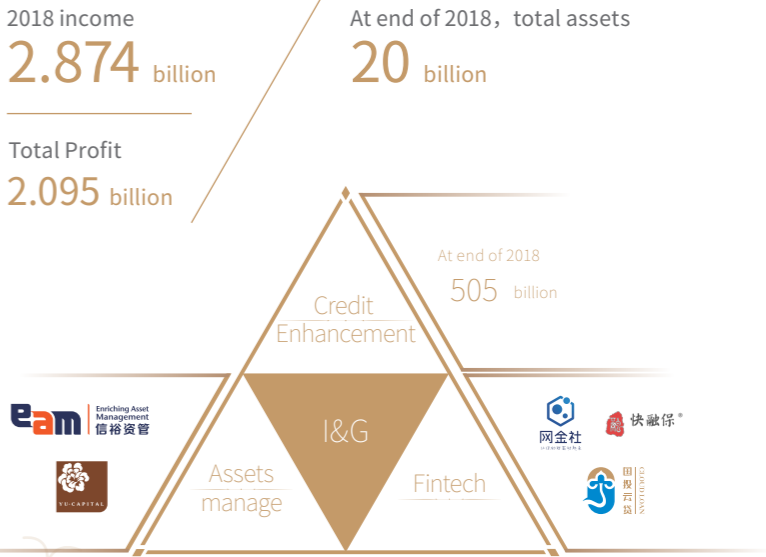 2018 income
2.874 billion
At end of 2018，total assets
20 billion
Total Profit
2.095 billion
At end of 2018
505 billion
Credit
Enhancement
I&G
Assets
manage
Fintech
eam
Enriching Asset
Management
信裕资管
YU-CAPITAL
网金社
快融保®
国投云贷